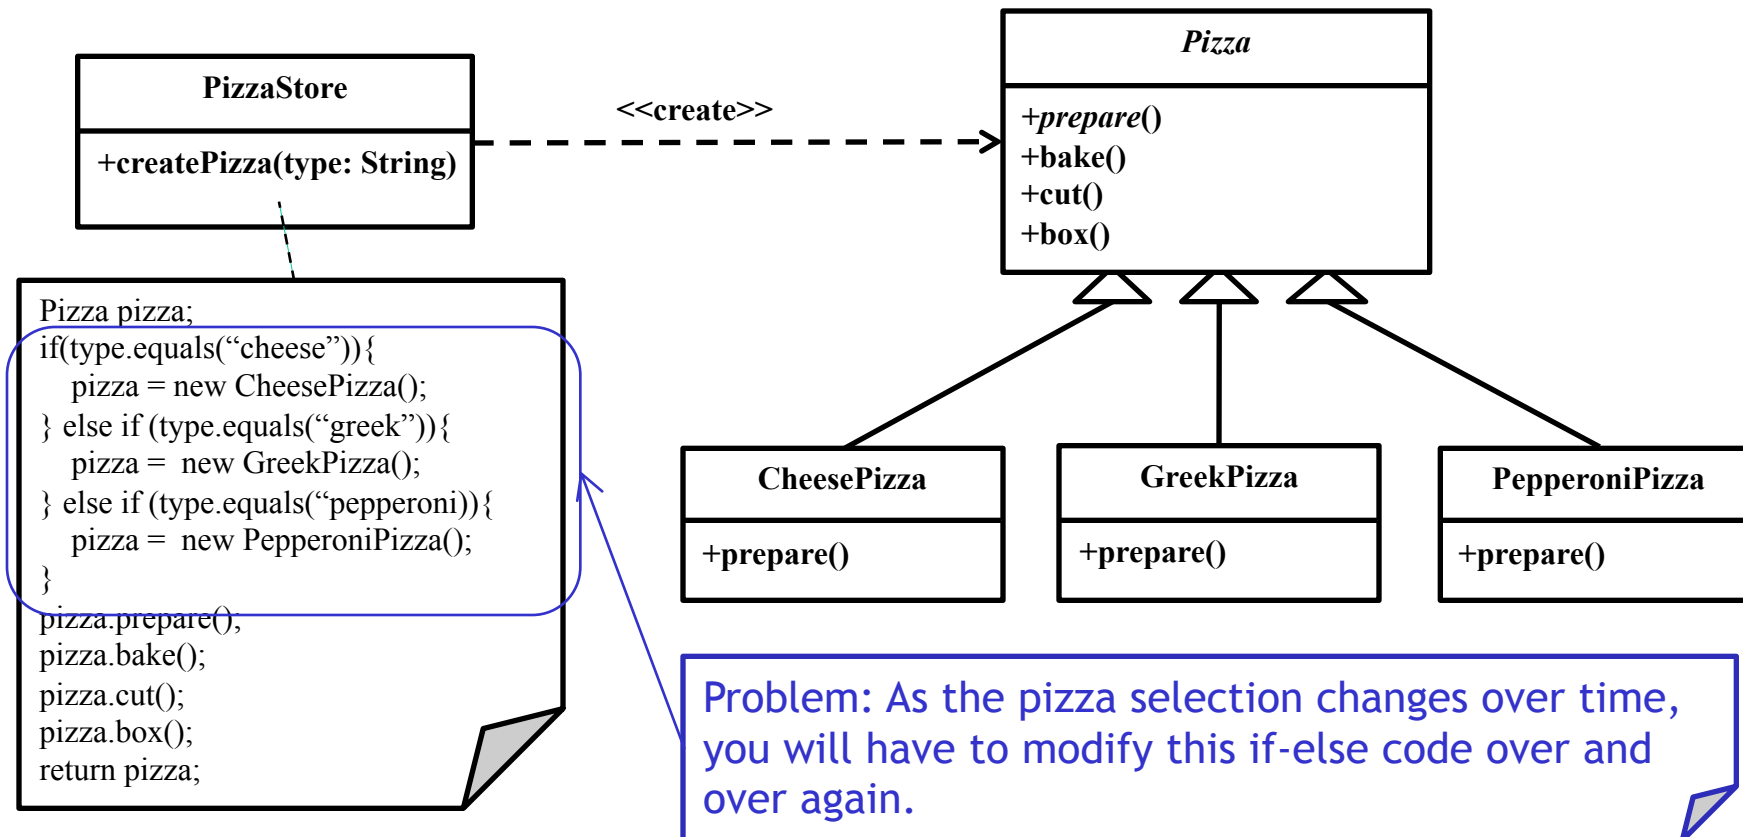 PizzaStore
+createPizza(type: String)
<<create>>
Pizza
+prepare()
+bake()
+cut()
+box()
Pizza pizza;
if(type.equals(“cheese”)){
pizza = new CheesePizza();
} else if (type.equals(“greek”)){
pizza =  new GreekPizza();
} else if (type.equals(“pepperoni)){
pizza =  new PepperoniPizza();
}
pizza.prepare();
pizza.bake();
pizza.cut();
pizza.box();
return pizza;
CheesePizza
+prepare()
GreekPizza
+prepare()
PepperoniPizza
+prepare()
Problem: As the pizza selection changes over time,
you will have to modify this if-else code over and
over again.